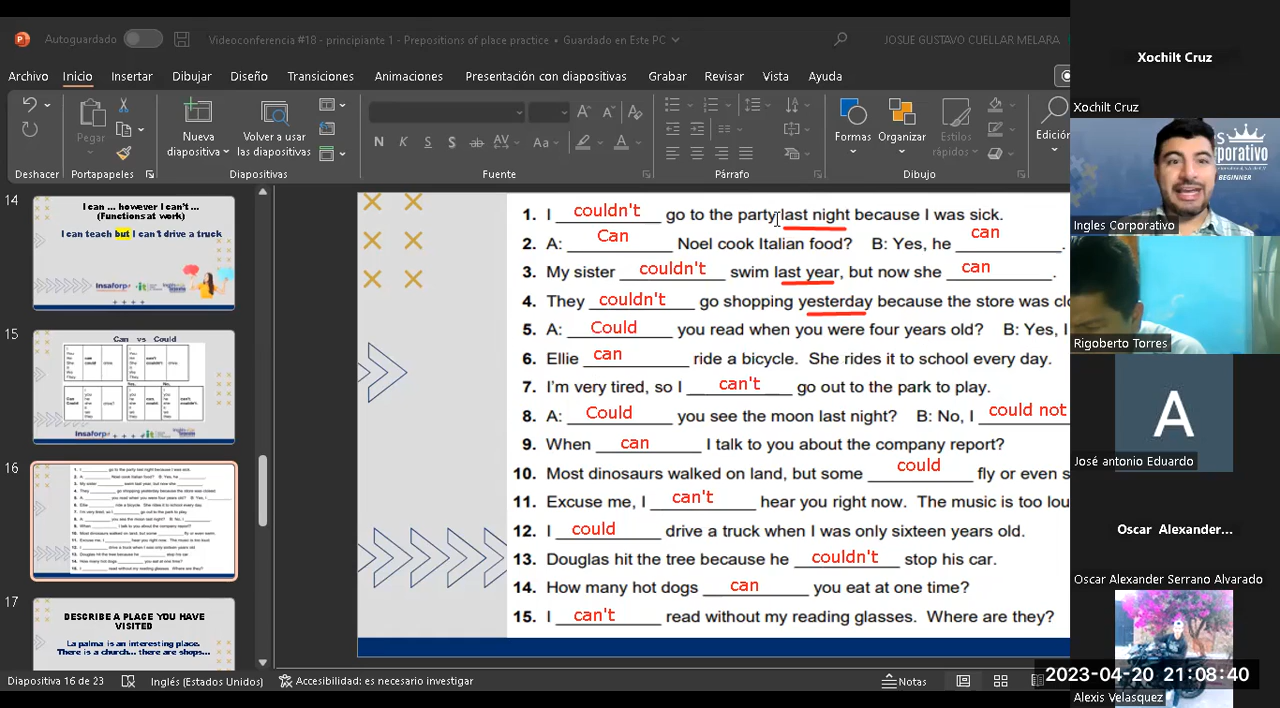 Autoguardado
Videoconferencia #18 - principiante 1 - Prepositions of place practice • Guardado en Este PC
JOSUE GUSTAVO CUELLAR MELARA
Archivo Inicio Insertar Dibujar Diseño Transiciones Animaciones Presentación con diapositivas Grabar Revisar Vista Ayuda
Pegar
Nueva diapositiva
Volver a usar las diapositivas
Formas
Organizar
Estilos rápidos
Edición
Deshacer Portapapeles Diapositivas Fuente Párrafo Dibujo
14
I can ... however I can't ...
(Functions at work)
I can teach but I can't drive a truck
15
Can vs Could
16
17
DESCRIBE A PLACE YOU HAVE
VISITED
La palma is an interesting place.
There is a church... there are shops...
1. I couldn't go to the party last night because I was sick.
2. A: Can Noel cook Italian food? B: Yes, he can.
3. My sister couldn't swim last year, but now she can.
4. They couldn't go shopping yesterday because the store was clo
5. A: Could you read when you were four years old? B: Yes, I
6. Ellie can ride a bicycle. She rides it to school every day.
7. I'm very tired, so I can't go out to the park to play.
8. A: Could you see the moon last night? B: No, I could not
9. When can I talk to you about the company report?
10. Most dinosaurs walked on land, but some could fly or even s
11. Excuse me, I can't hear you right now. The music is too lou
12. I could drive a truck when I was only sixteen years old.
13. Douglas hit the tree because he couldn't stop his car.
14. How many hot dogs can you eat at one time?
15. I can't read without my reading glasses. Where are they?
Xochilt Cruz
Xochilt Cruz
Ingles Corporativo
Rigoberto Torres
A
José antonio Eduardo
Oscar Alexander...
Oscar Alexander Serrano Alvarado
2023-04-20 21:08:40
Alexis Velasquez
Diapositiva 16 de 23 Inglés (Estados Unidos) Accesibilidad: es necesario investigar Notas